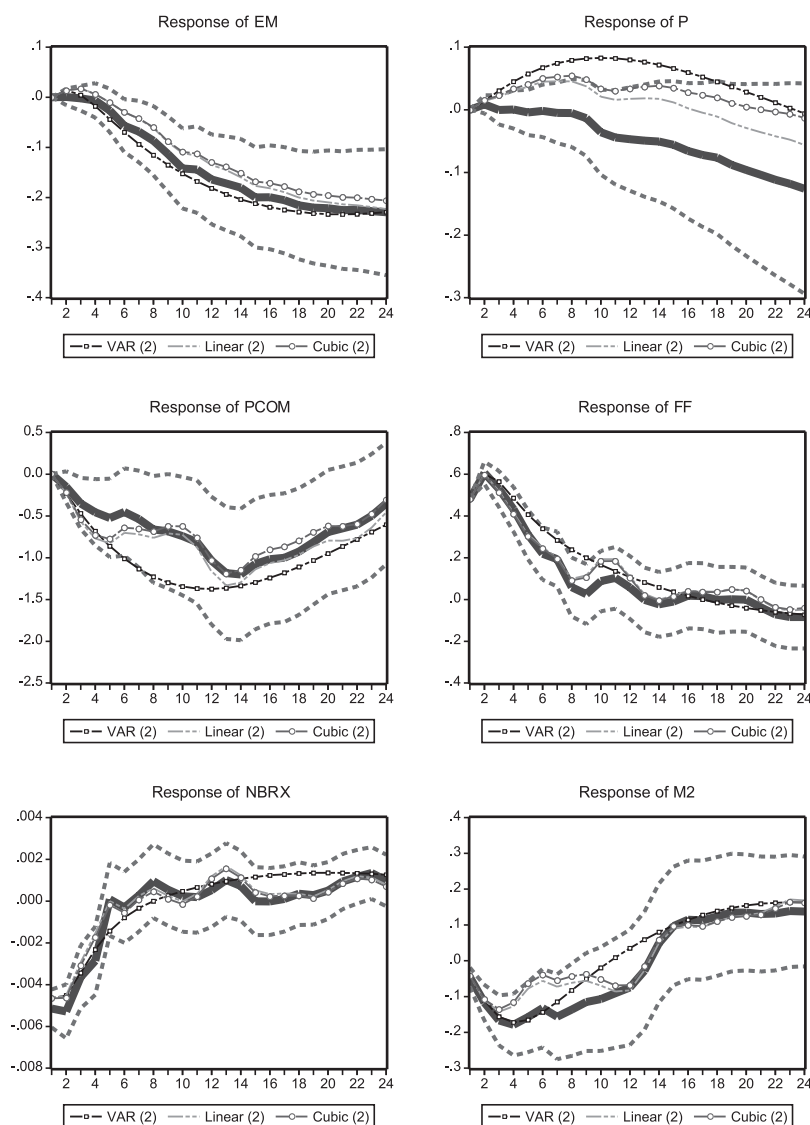 Response of EM
.1
.0
-.1
-.2
-.3
-.4
2 4 6 8 10 12 14 16 18 20 22 24
VAR (2) Linear (2) Cubic (2)
Response of P
.1
.0
-.1
-.2
-.3
2 4 6 8 10 12 14 16 18 20 22 24
VAR (2) Linear (2) Cubic (2)
Response of PCOM
0.5
0.0
-0.5
-1.0
-1.5
-2.0
-2.5
2 4 6 8 10 12 14 16 18 20 22 24
VAR (2) Linear (2) Cubic (2)
Response of FF
.8
.6
.4
.2
.0
-.2
-.4
2 4 6 8 10 12 14 16 18 20 22 24
VAR (2) Linear (2) Cubic (2)
Response of NBRX
.004
.002
.000
-.002
-.004
-.006
-.008
2 4 6 8 10 12 14 16 18 20 22 24
VAR (2) Linear (2) Cubic (2)
Response of M2
.4
.3
.2
.1
.0
-.1
-.2
-.3
2 4 6 8 10 12 14 16 18 20 22 24
VAR (2) Linear (2) Cubic (2)